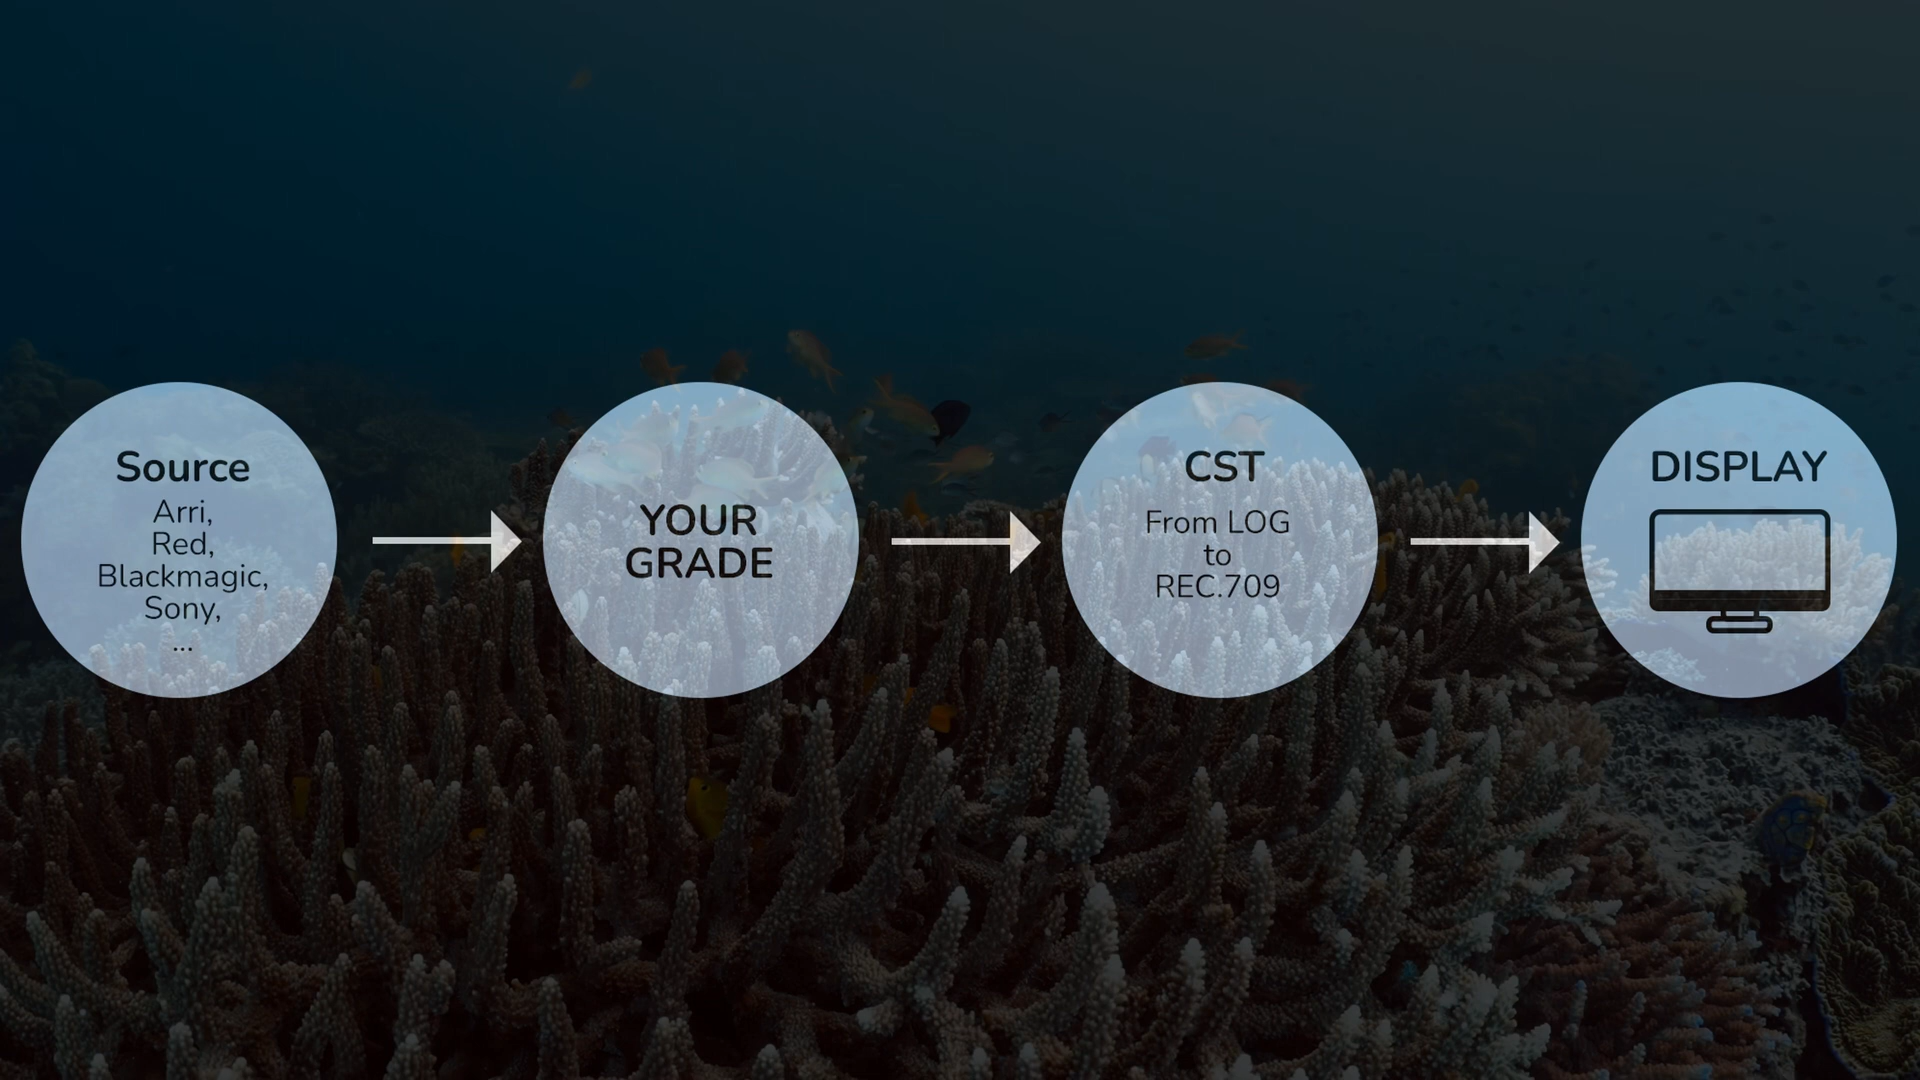 Source
Arri,
Red,
Blackmagic,
Sony,
...
YOUR
GRADE
CST
From LOG
to
REC.709
DISPLAY